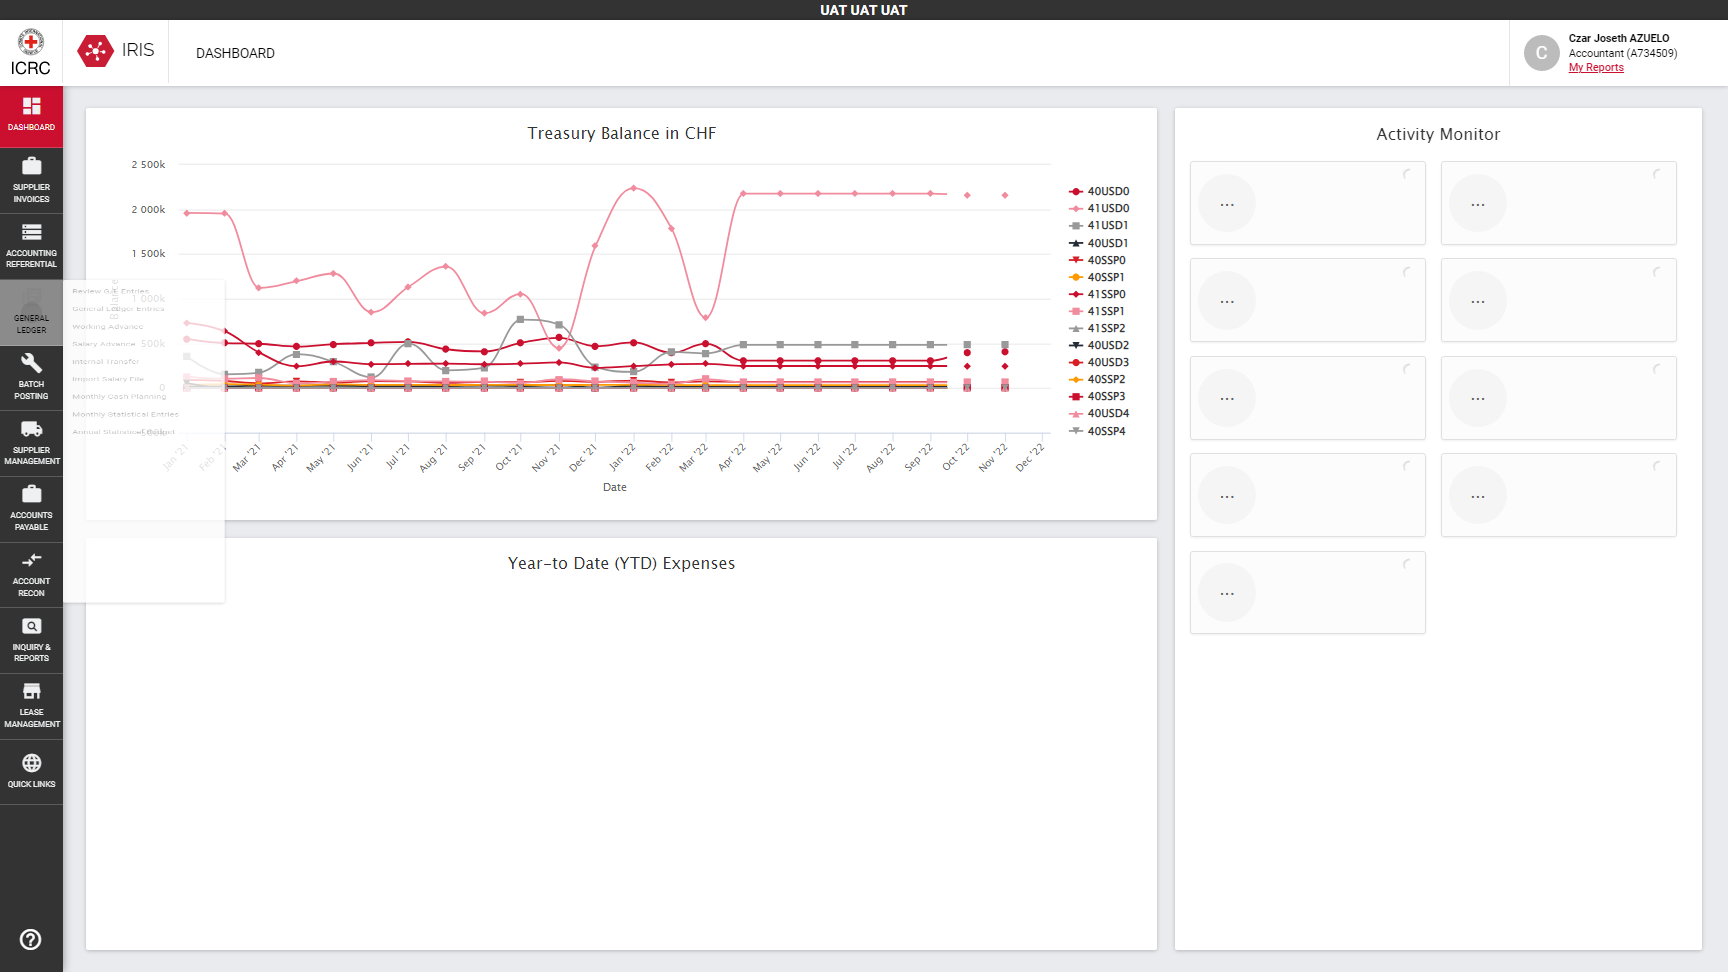 UAT UAT UAT
ICRC
IRIS
DASHBOARD
Czar Joseth AZUELO
Accountant (A734509)
My Reports
C
DASHBOARD
SUPPLIER
INVOICES
ACCOUNTING
REFERENTIAL
GENERAL
LEDGER
BATCH
POSTING
SUPPLIER
MANAGEMENT
ACCOUNTS
PAYABLE
ACCOUNT
RECON
INQUIRY &
REPORTS
LEASE
MANAGEMENT
QUICK LINKS
Review G/L Entries
General Ledger Entries
Working Advance
Salary Advance
Internal Transfer
Import Salary File
Monthly Cash Planning
Monthly Statistical Entries
Annual Statistical Budget
Treasury Balance in CHF
2 500k
2 000k
1 500k
1 000k
500k
0
-500k
Balance
Jan '21
Feb '21
Mar '21
Apr '21
May '21
Jun '21
Jul '21
Aug '21
Sep '21
Oct '21
Nov '21
Dec '21
Jan '22
Feb '22
Mar '22
Apr '22
May '22
Jun '22
Jul '22
Aug '22
Sep '22
Oct '22
Nov '22
Dec '22
Date
40USD0
41USD0
41USD1
40USD1
40SSP0
40SSP1
41SSP0
41SSP1
41SSP2
40USD2
40USD3
40SSP2
40SSP3
40USD4
40SSP4
Year-to Date (YTD) Expenses
Activity Monitor
...
...
...
...
...
...
...
...
...